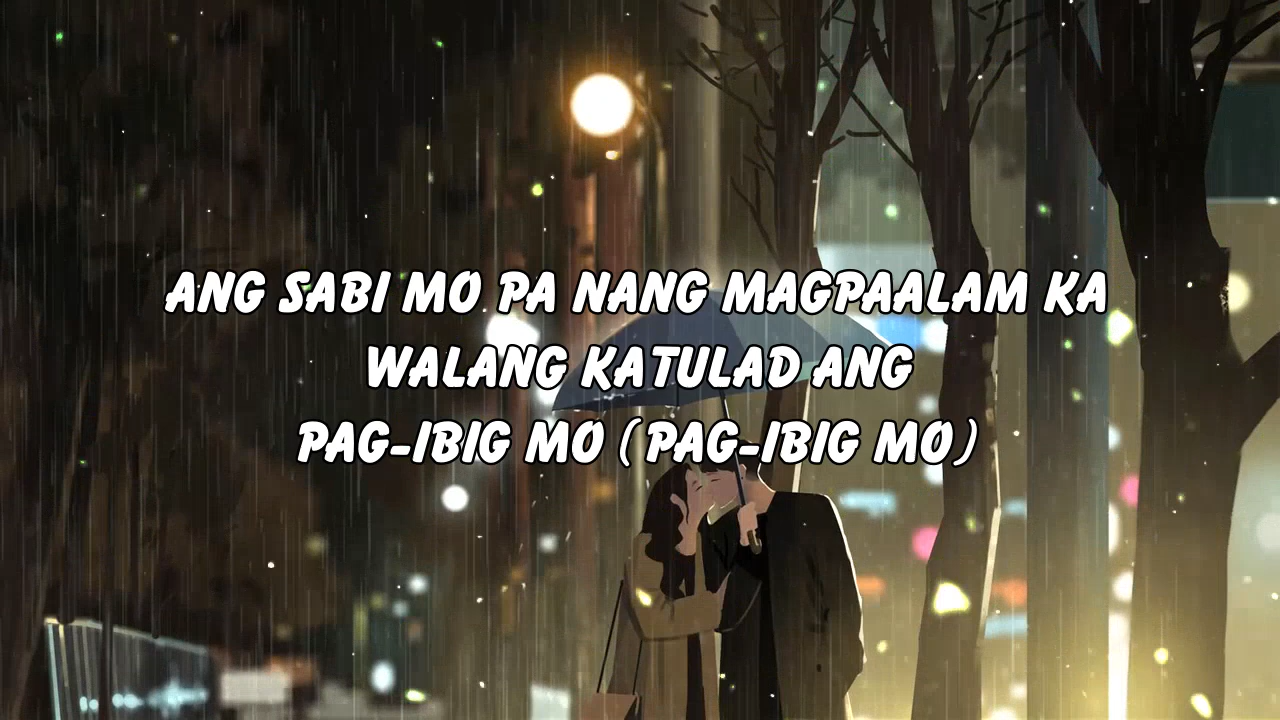 ANG SABI MO PA NANG MAGPAALAM KA
WALANG KATULAD ANG
PAG-IBIG MO (PAG-IBIG MO)